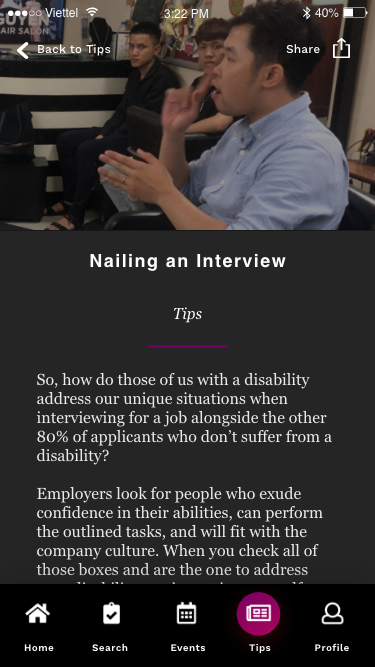 Viettel
3:22 PM
40%
HAIR SALON
Back to Tips
Share
Nailing an Interview
Tips
So, how do those of us with a disability
address our unique situations when
interviewing for a job alongside the other
80% of applicants who don’t suffer from a
disability?
Employers look for people who exude
confidence in their abilities, can perform
the outlined tasks, and will fit with the
company culture. When you check all of
those boxes and are the one to address
Home
Search
Events
Tips
Profile